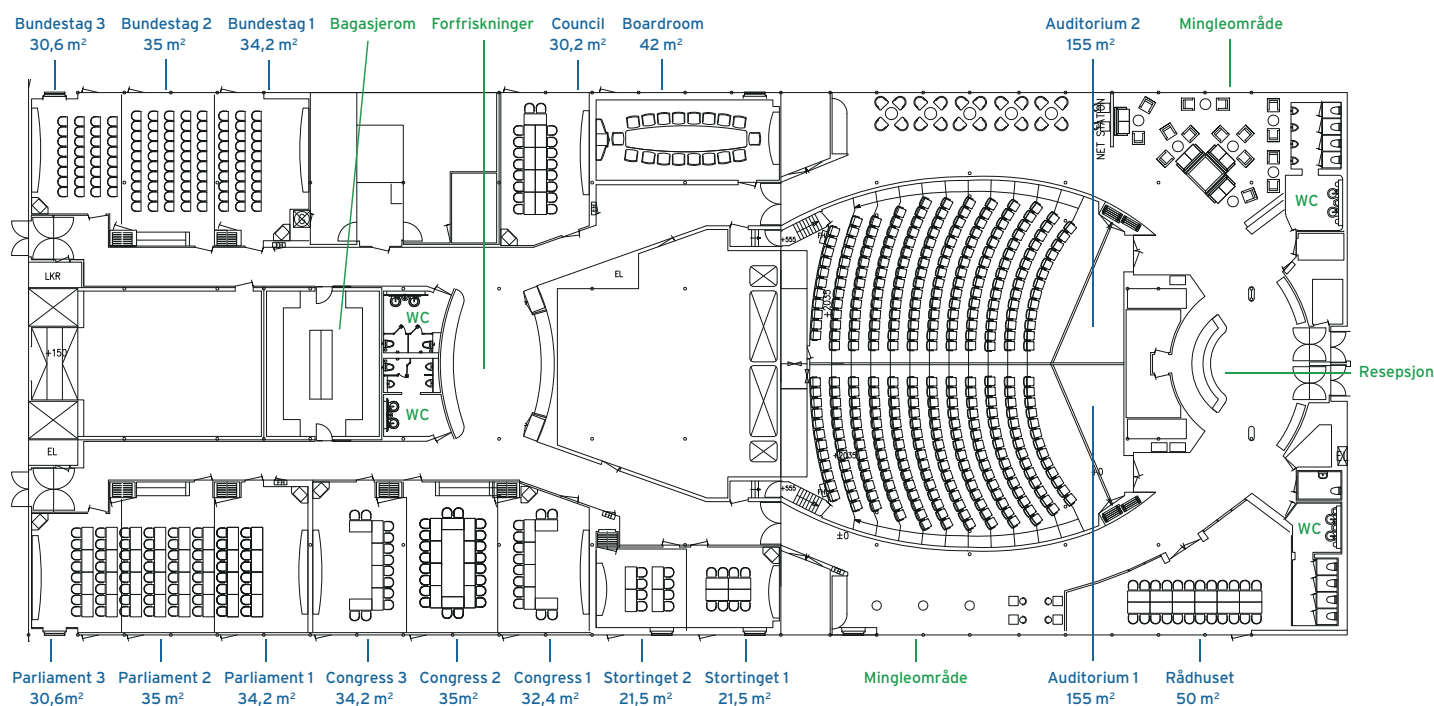 Bundestag 3
30,6 m²
Bundestag 2
35 m²
Bundestag 1
34,2 m²
Bagasjerom
Forfriskninger
Council
30,2 m²
Boardroom
42 m²
Auditorium 2
155 m²
Mingleområde
NET STATION
WC
+555
EL
LKR
+2035
WC
+150
Resepsjon
WC
EL
+2035
±0
+555
WC
±0
Parliament 3
30,6m²
Parliament 2
35 m²
Parliament 1
34,2 m²
Congress 3
34,2 m²
Congress 2
35m²
Congress 1
32,4 m²
Stortinget 2
21,5 m²
Stortinget 1
21,5 m²
Mingleområde
Auditorium 1
155 m²
Rådhuset
50 m²